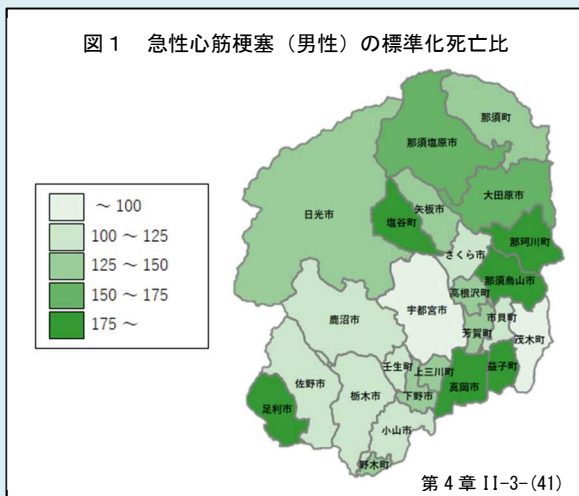 図1 急性心筋梗塞（男性）の標準化死亡比
～100
100～125
125～150
150～175
175～
那須町
那須塩原市
大田原市
日光市
矢板市
塩谷町
那珂川町
さくら市
那須烏山市
高根沢町
宇都宮市
市貝町
芳賀町
茂木町
鹿沼市
壬生町
上三川町
益子町
真岡市
佐野市
栃木市
下野市
足利市
小山市
野木町
第4章 II-3-(41)